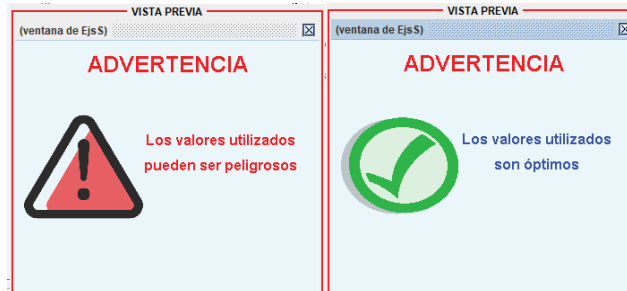 VISTA PREVIA
(ventana de EjsS)
ADVERTENCIA
Los valores utilizados
pueden ser peligrosos
VISTA PREVIA
(ventana de EjsS)
ADVERTENCIA
Los valores utilizados
son óptimos